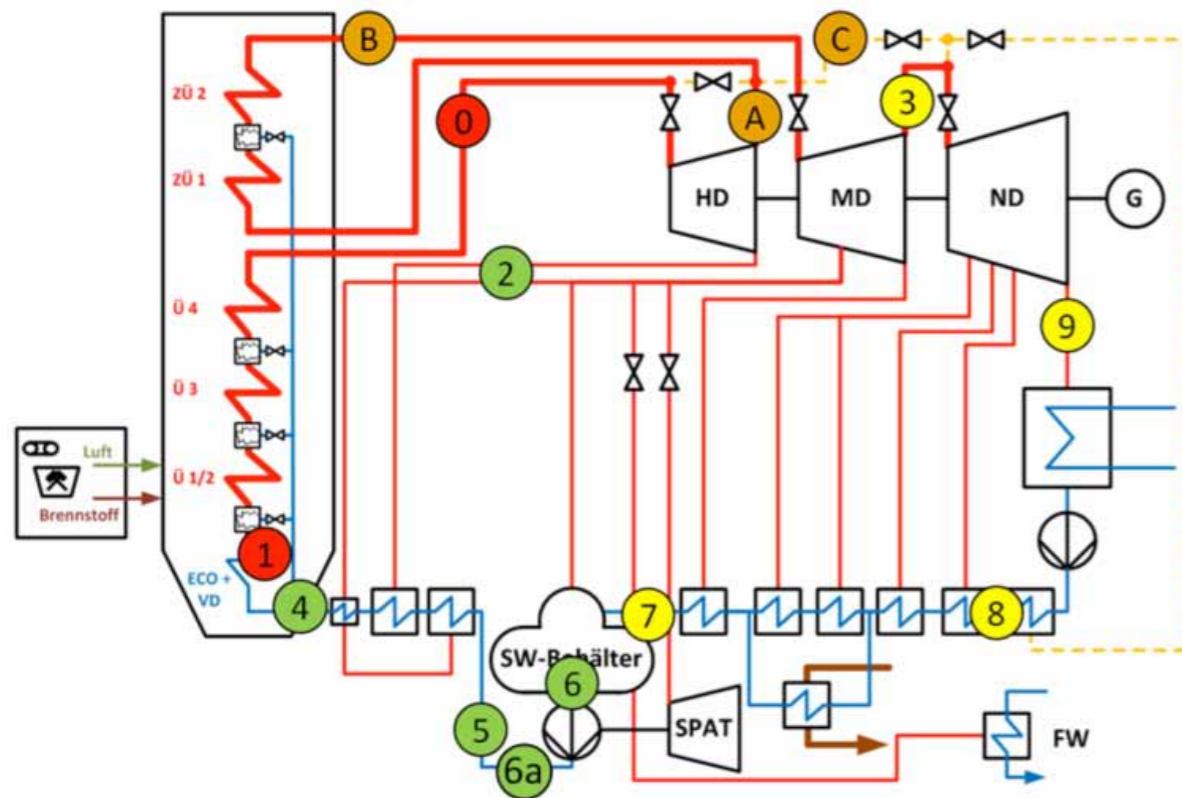 B
C
ZÜ 2
3
0
A
ZÜ 1
HD
MD
ND
G
2
Ü 4
9
Ü 3
Luft
Ü 1/2
Brennstoff
1
ECO +
VD
4
7
8
SW-Behälter
6
5
SPAT
FW
6a